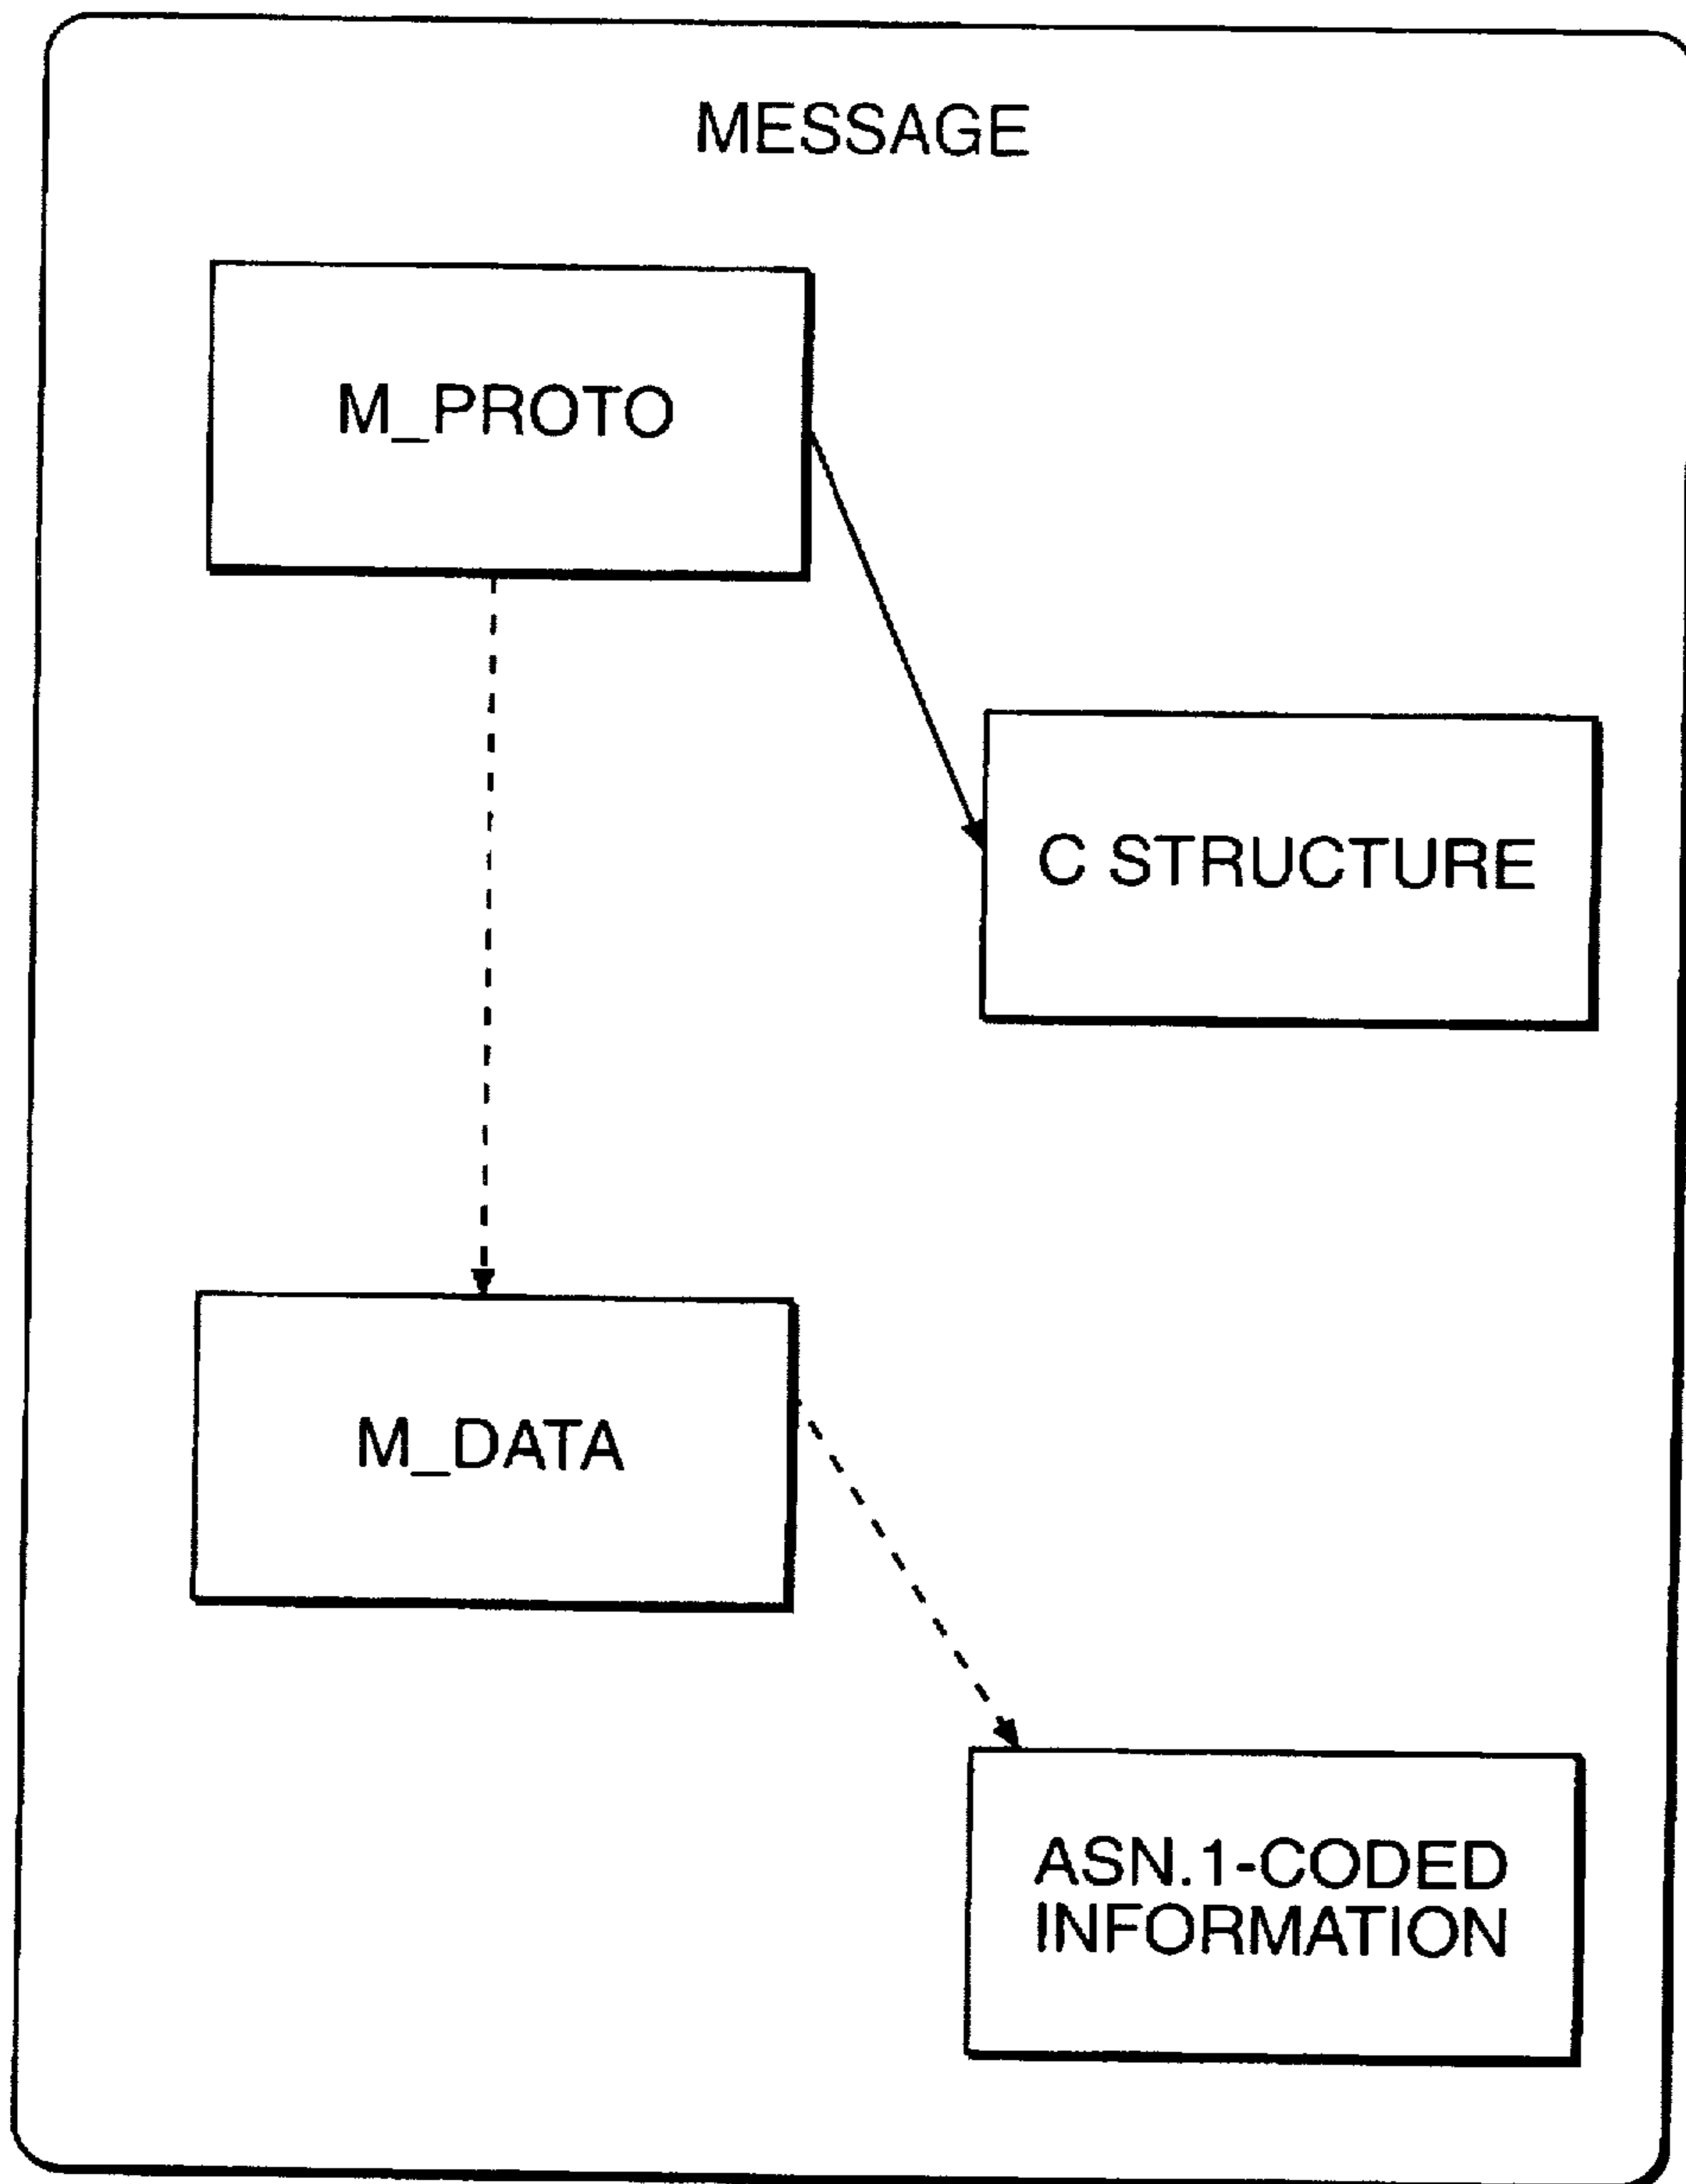 MESSAGE
M_PROTO
C STRUCTURE
M_DATA
ASN.1-CODED
INFORMATION